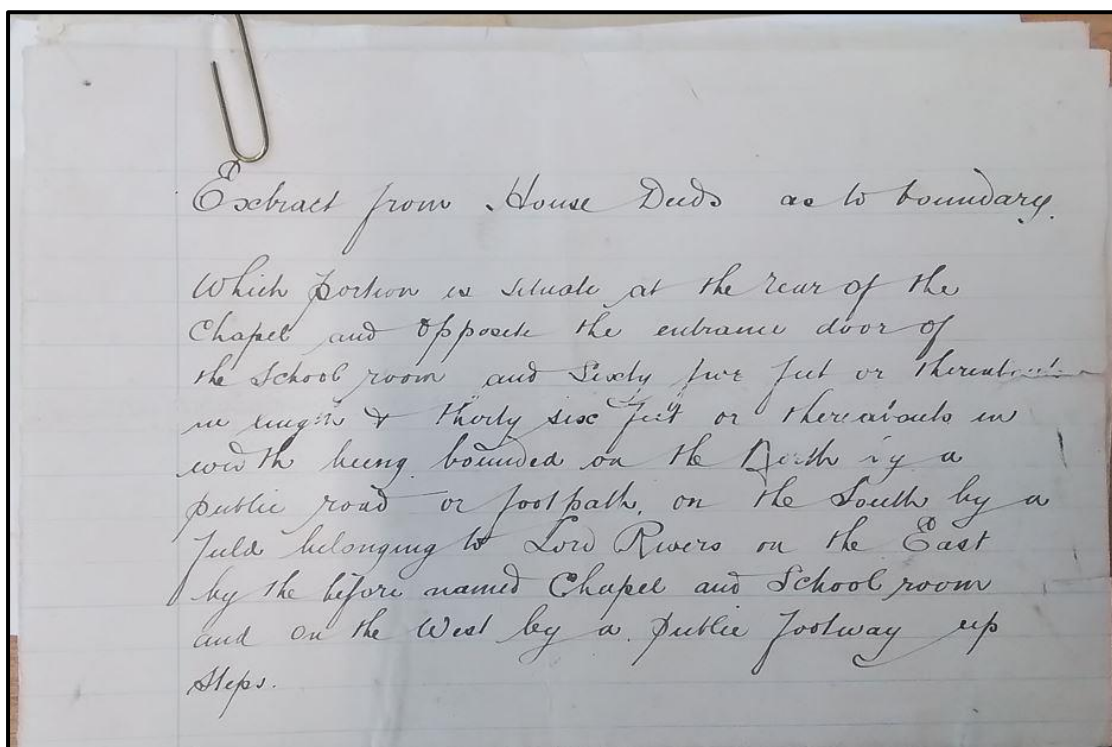 Extract from House Deeds as to boundary.
Which portion is situate at the rear of the
Chapel and opposite the entrance door of
the School room and Sixty five feet or thereabouts
in length & thirty six feet or thereabouts in
width being bounded on the North by a
public road or footpath, on the South by a
field belonging to Lord Rivers on the East
by the before named Chapel and School room
and on the West by a public footway up
steps.